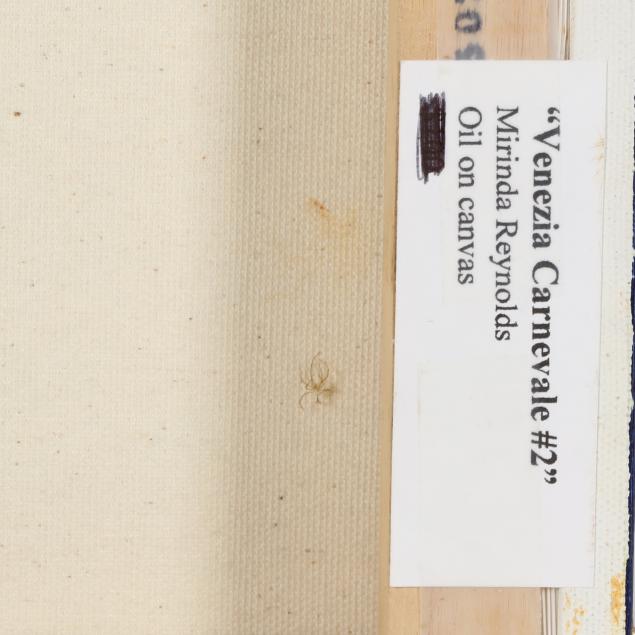 “Venezia Carnevale #2”
Mirinda Reynolds
Oil on canvas